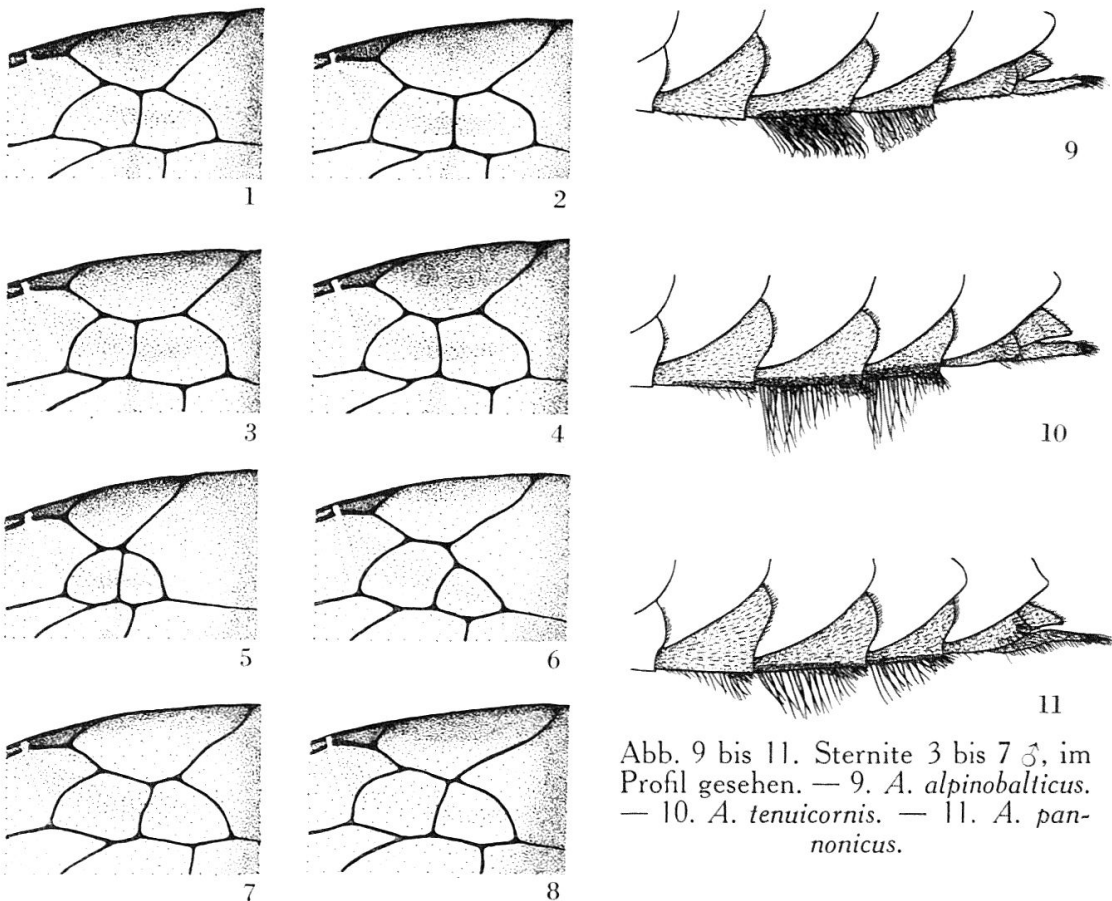 1
2
9
3
4
10
5
6
11
Abb. 9 bis 11. Sternite 3 bis 7 ♂, im
Profil gesehen. — 9. A. alpinobalticus.
— 10. A. tenuicornis. — 11. A. pan-
nonicus.
7
8